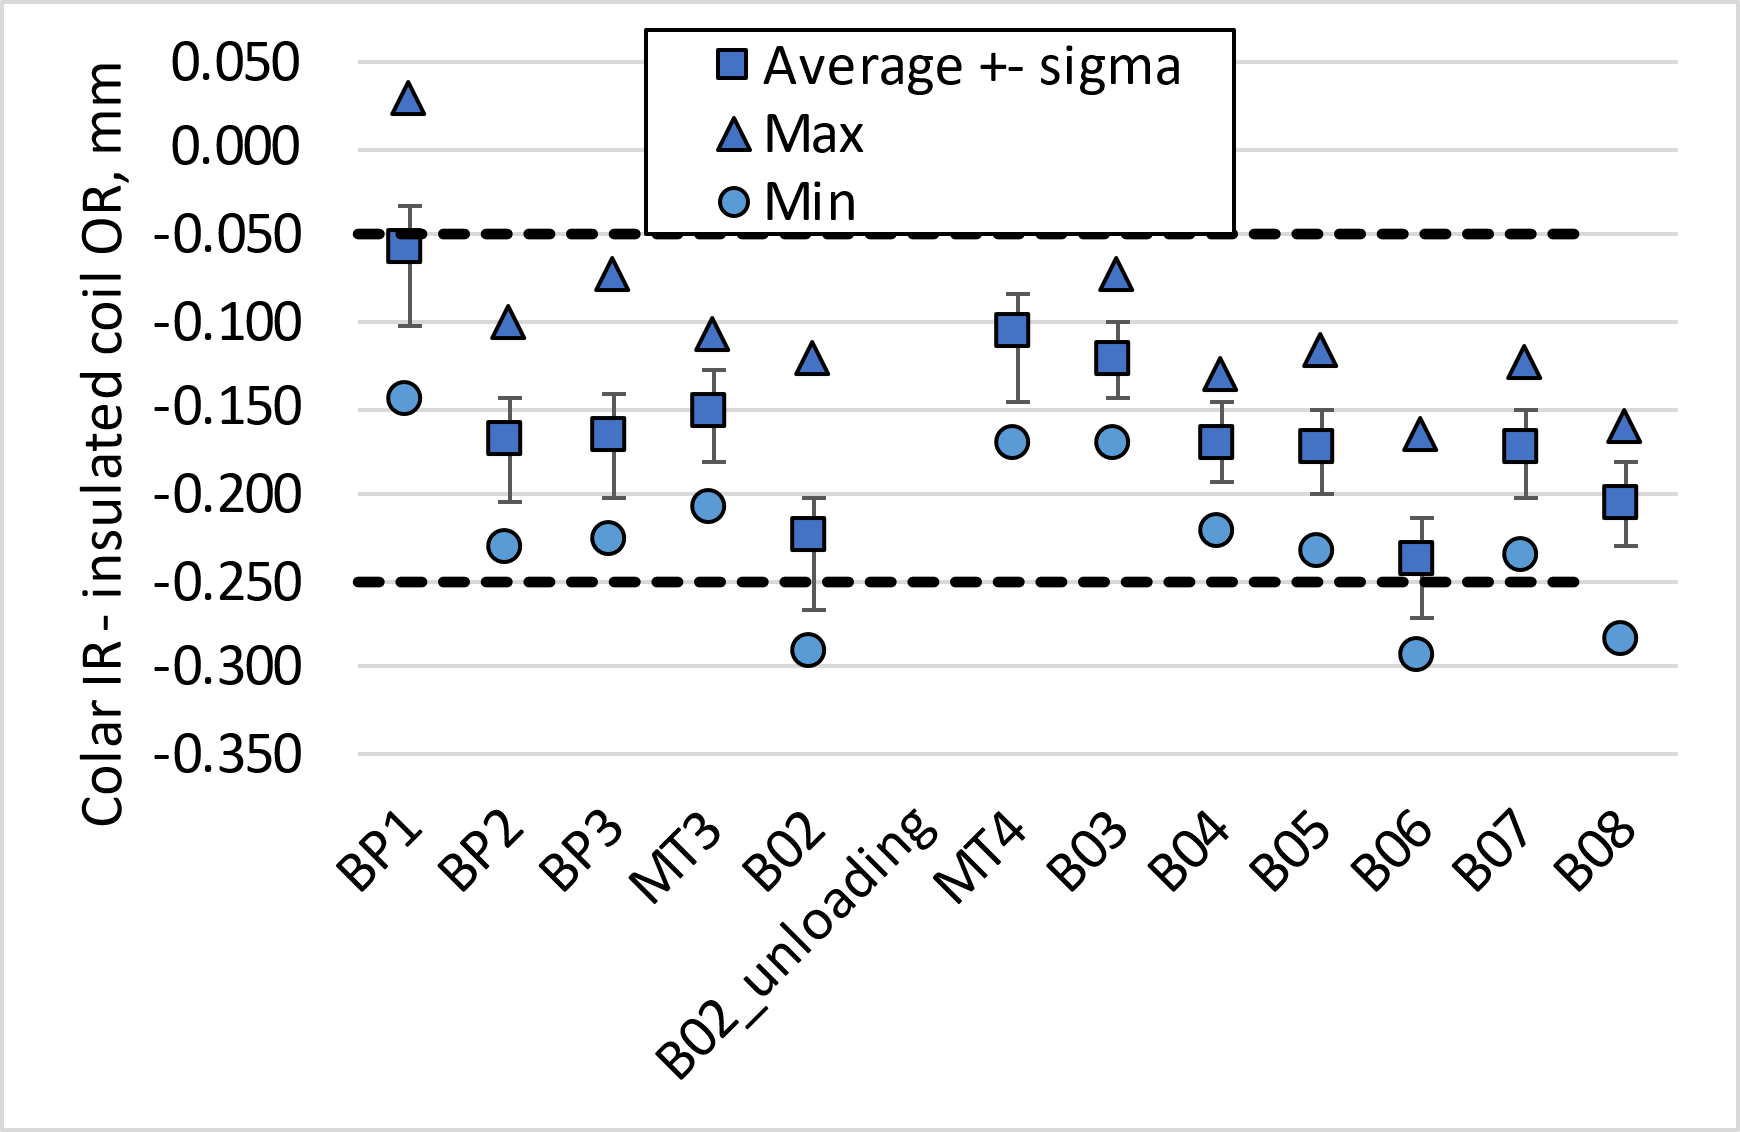 Colar IR - insulated coil OR, mm
0.050
0.000
-0.050
-0.100
-0.150
-0.200
-0.250
-0.300
-0.350
Average +- sigma
Max
Min
BP1
BP2
BP3
MT3
B02
B02_unloading
MT4
B03
B04
B05
B06
B07
B08